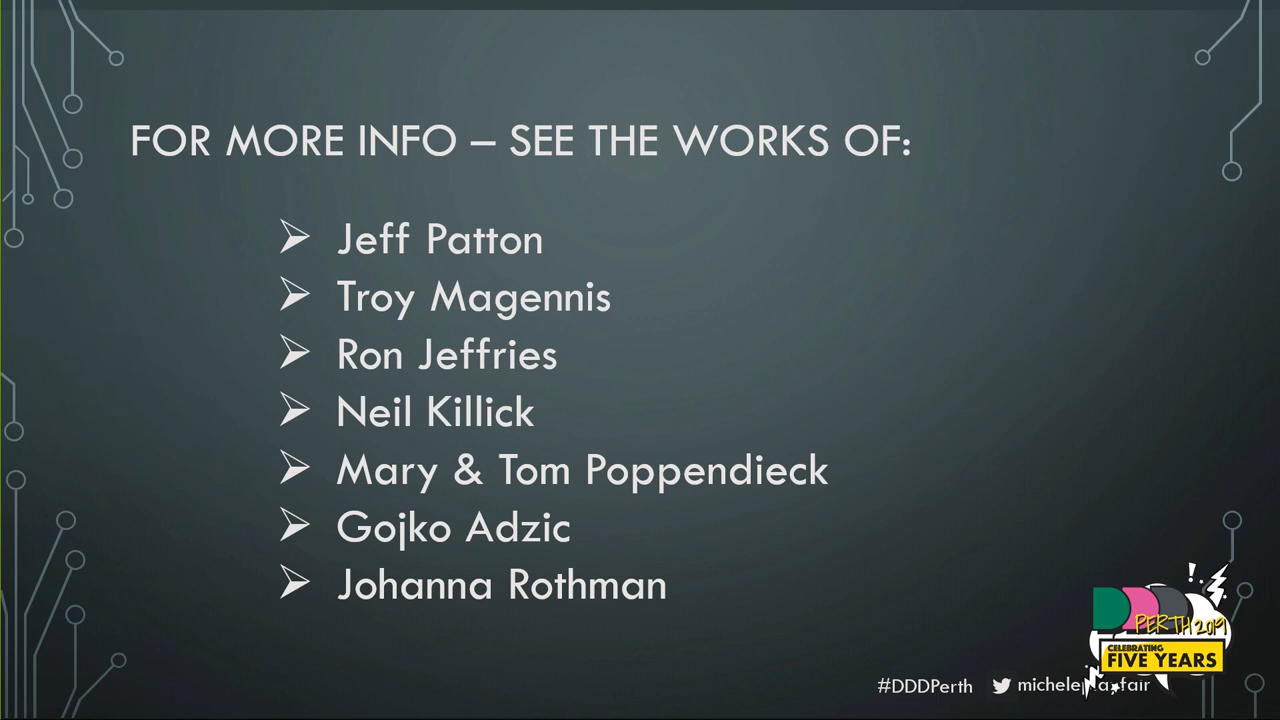 FOR MORE INFO – SEE THE WORKS OF:
Jeff Patton
Troy Magennis
Ron Jeffries
Neil Killick
Mary & Tom Poppendieck
Gojko Adzic
Johanna Rothman
DDD
PERTH 2019
CELEBRATING
FIVE YEARS
#DDDPerth